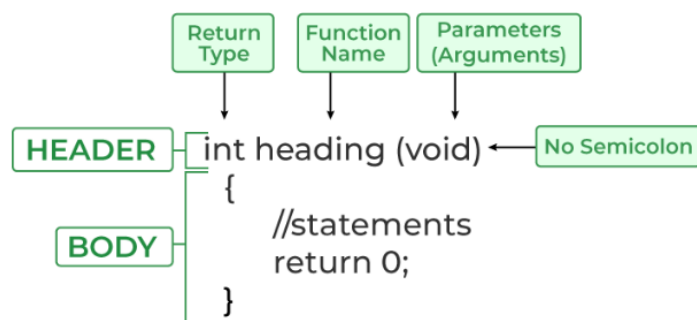 Return
Type
Function
Name
Parameters
(Arguments)
HEADER
int heading (void)
No Semicolon
{
//statements
BODY
return 0;
}